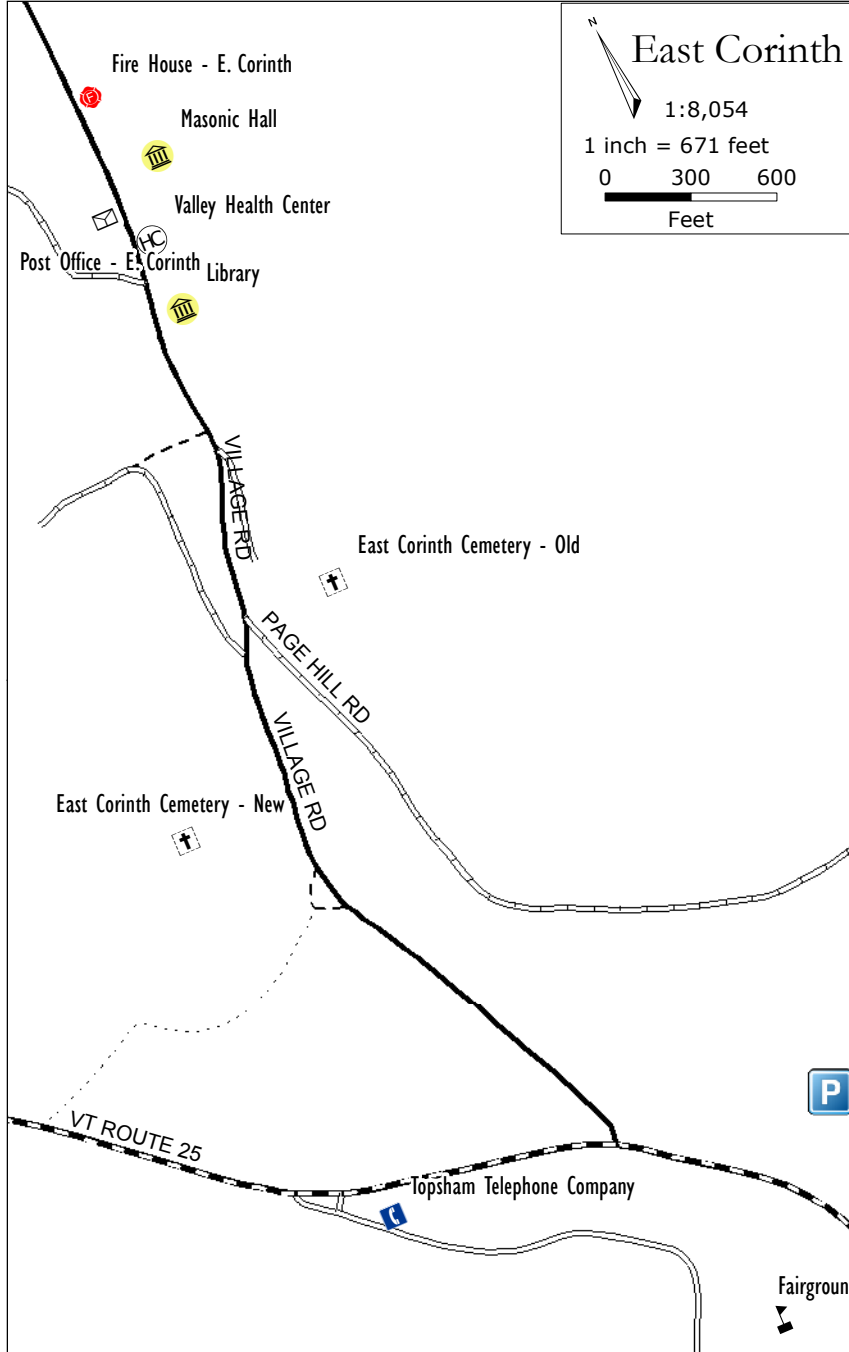 N
East Corinth
1:8,054
1 inch = 671 feet
0 300 600
Feet
Fire House - E. Corinth
F
Masonic Hall
Valley Health Center
HC
Post Office - E. Corinth
Library
VILLAGE RD
East Corinth Cemetery - Old
PAGE HILL RD
VILLAGE RD
East Corinth Cemetery - New
P
VT ROUTE 25
Topsham Telephone Company
Fairgroun